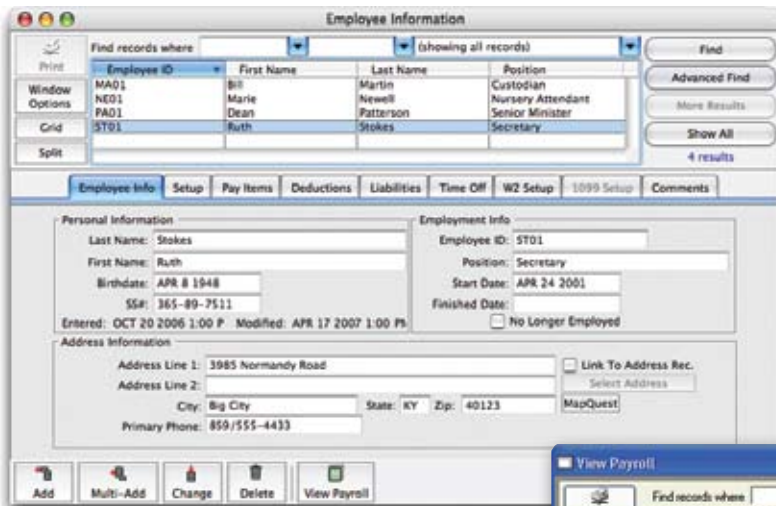 Employee Information
Print
Find records where
(showing all records)
Find
Window Options
Employee ID
First Name
Last Name
Position
Advanced Find
MA01 Bill Martin Custodian
NE01 Marie Newell Nursery Attendant
More Results
Grid
PA01 Dean Patterson Senior Minister
ST01 Ruth Stokes Secretary
Show All
Split
4 results
Employee Info
Setup
Pay Items
Deductions
Liabilities
Time Off
W2 Setup
1099 Setup
Comments
Personal Information
Last Name: Stokes
First Name: Ruth
Birthdate: APR 8 1948
SS#: 365-89-7511
Entered: OCT 20 2006 1:00 P Modified: APR 17 2007 1:00 PM
Employment Info
Employee ID: ST01
Position: Secretary
Start Date: APR 24 2001
Finished Date:
No Longer Employed
Address Information
Address Line 1: 3985 Normandy Road
Link To Address Rec.
Address Line 2:
Select Address
City: Big City State: KY Zip: 40123
MapQuest
Primary Phone: 859/555-4433
Add
Multi-Add
Change
Delete
View Payroll
View Payroll
Find records where